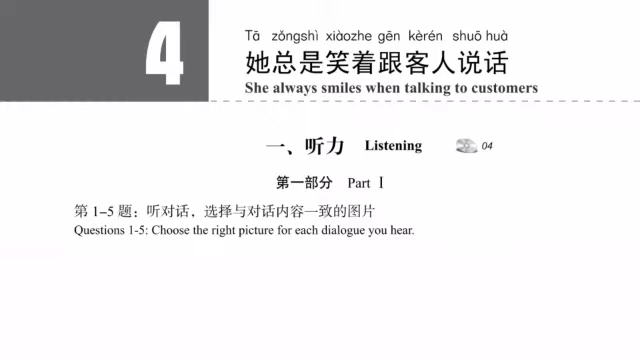 4
Tā zǒngshì xiàozhe gēn kèrén shuō huà
她总是笑着跟客人说话
She always smiles when talking to customers
一、听力 Listening 04
第一部分 Part Ⅰ
第 1-5 题：听对话，选择与对话内容一致的图片
Questions 1-5: Choose the right picture for each dialogue you hear.